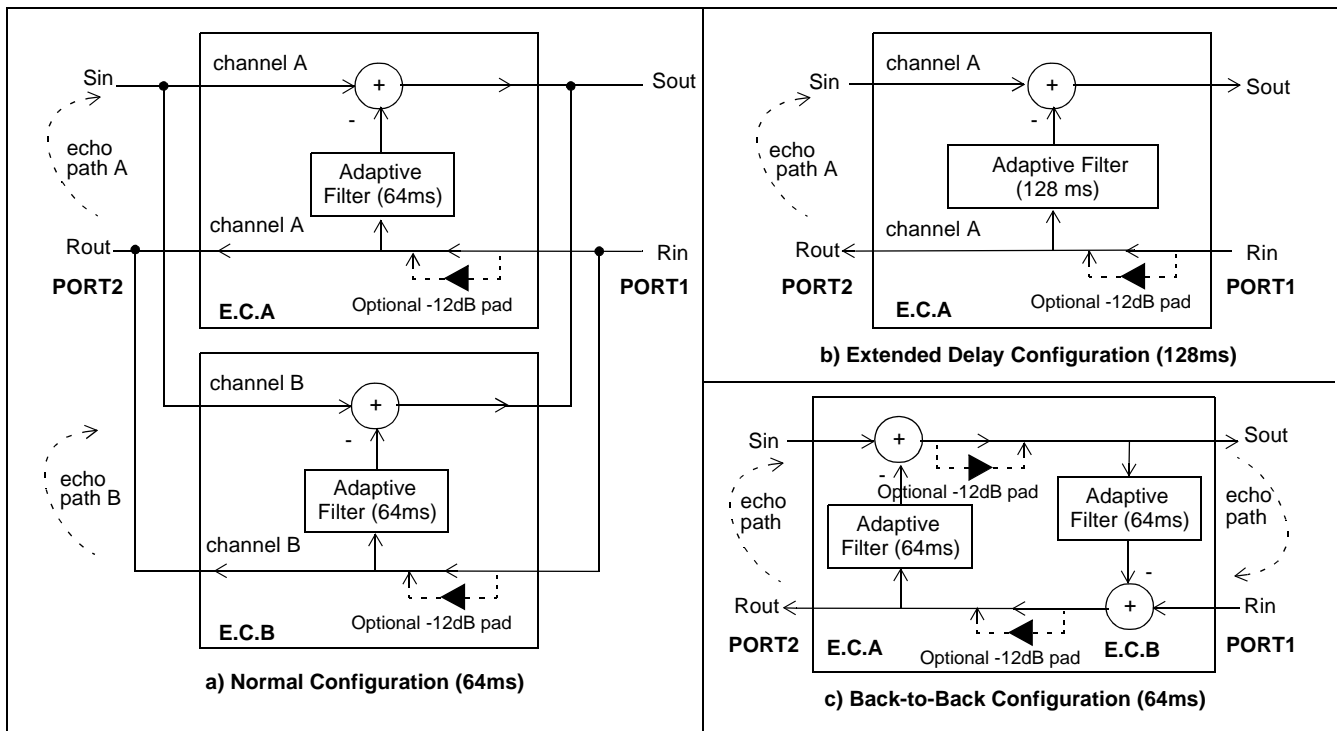 channel A
Sin
+
Sout
-
echo
path A
Adaptive
Filter (64ms)
channel A
Rout
Rin
PORT2
PORT1
Optional -12dB pad
E.C.A
channel B
+
-
echo
path B
Adaptive
Filter (64ms)
channel B
Optional -12dB pad
E.C.B
a) Normal Configuration (64ms)
channel A
Sin
+
Sout
-
echo
path A
Adaptive Filter
(128 ms)
channel A
Rout
Rin
PORT2
PORT1
Optional -12dB pad
E.C.A
b) Extended Delay Configuration (128ms)
Sin
+
Sout
-
Optional -12dB pad
echo
path
Adaptive
Filter (64ms)
Adaptive
Filter (64ms)
echo
path
-
Rout
+
Rin
PORT2
E.C.A
Optional -12dB pad
E.C.B
PORT1
c) Back-to-Back Configuration (64ms)